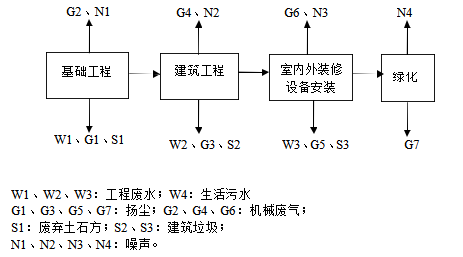 G2、N1
G4、N2
G6、N3
N4
基础工程
建筑工程
室内外装修
设备安装
绿化
W1、G1、S1
W2、G3、S2
W3、G5、S3
G7
W1、W2、W3：工程废水；W4：生活污水
G1、G3、G5、G7：扬尘；G2、G4、G6：机械废气；
S1：废弃土石方；S2、S3：建筑垃圾；
N1、N2、N3、N4：噪声。